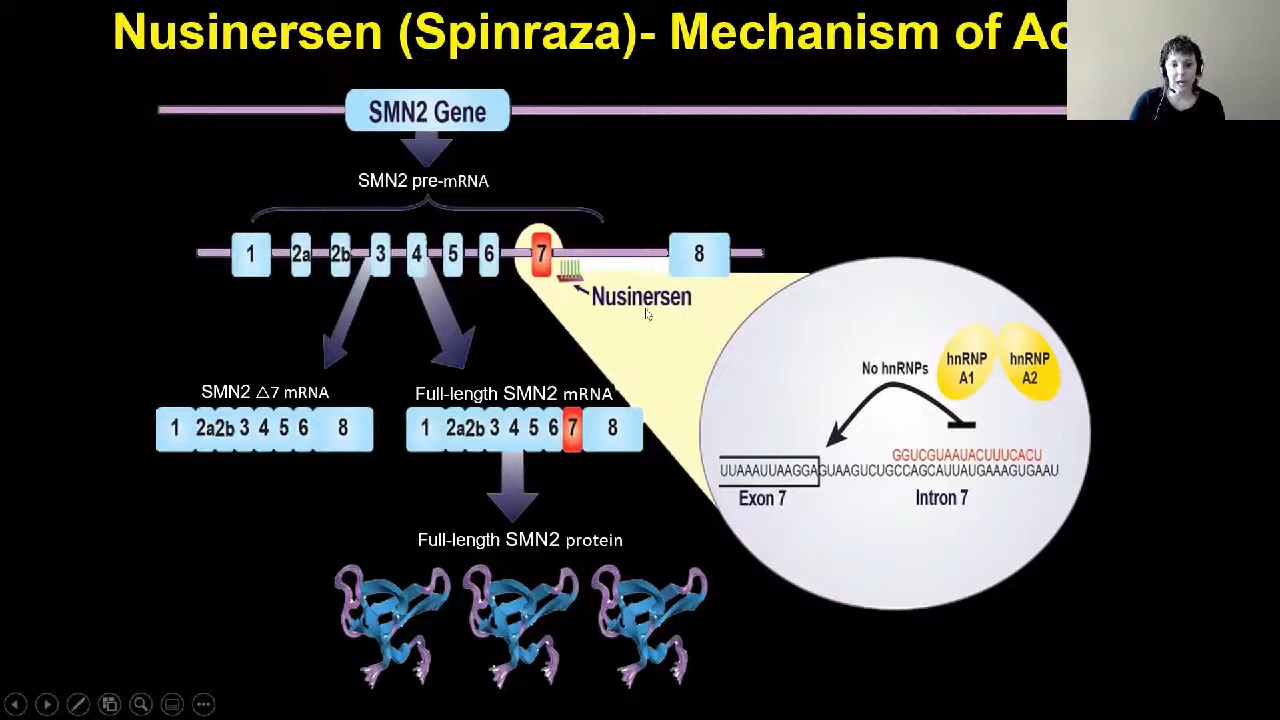 Nusinersen (Spinraza)- Mechanism of Ac
SMN2 Gene
SMN2 pre-mRNA
1 2a 2b 3 4 5 6 7 8
Nusinersen
hnRNP
A1
hnRNP
A2
No hnRNPs
SMN2 △7 mRNA
1 2a2b 3 4 5 6 8
Full-length SMN2 mRNA
1 2a2b 3 4 5 6 7 8
GGUCGUAAUACUUUCACU
UUAAAUUAAGGAGUAAGUCUGCCAGCAUUAUGAAAGUGAAU
Exon 7
Intron 7
Full-length SMN2 protein